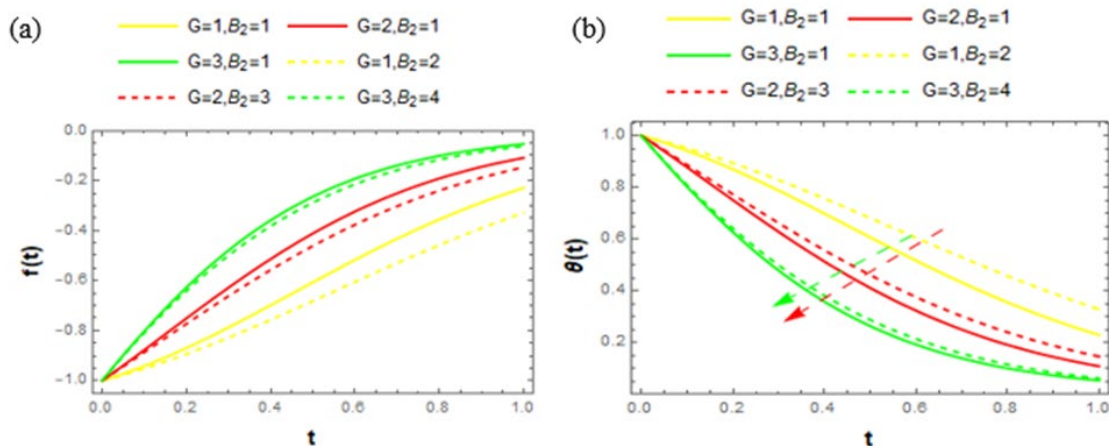 (a)
G=1,B₂=1 G=2,B₂=1
G=3,B₂=1 G=1,B₂=2
G=2,B₂=3 G=3,B₂=4
0.0
-0.2
-0.4
-0.6
-0.8
-1.0
f(t)
0.0 0.2 0.4 0.6 0.8 1.0
t
(b)
G=1,B₂=1 G=2,B₂=1
G=3,B₂=1 G=1,B₂=2
G=2,B₂=3 G=3,B₂=4
1.0
0.8
0.6
0.4
0.2
θ(t)
0.0 0.2 0.4 0.6 0.8 1.0
t